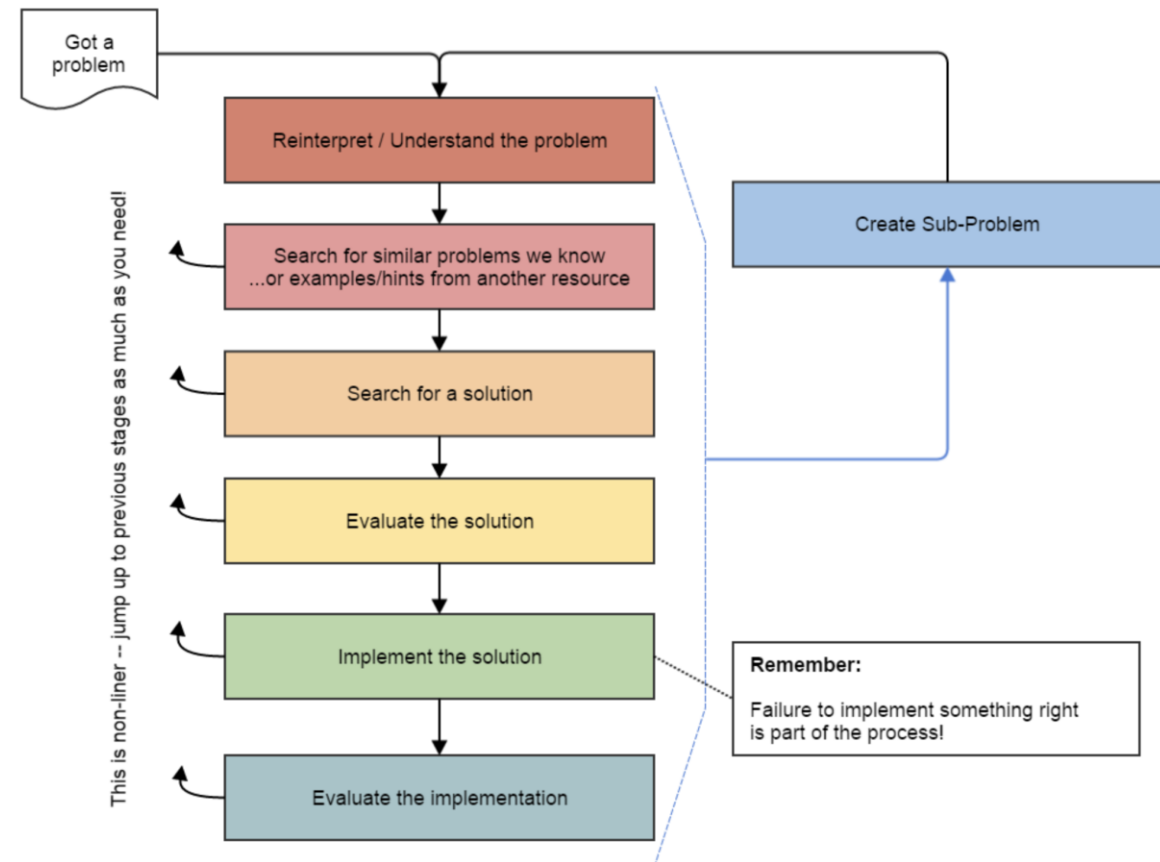 Got a
problem
Reinterpret / Understand the problem
Create Sub-Problem
Search for similar problems we know
...or examples/hints from another resource
Search for a solution
Evaluate the solution
Implement the solution
Remember:
Failure to implement something right
is part of the process!
Evaluate the implementation
This is non-liner -- jump up to previous stages as much as you need!